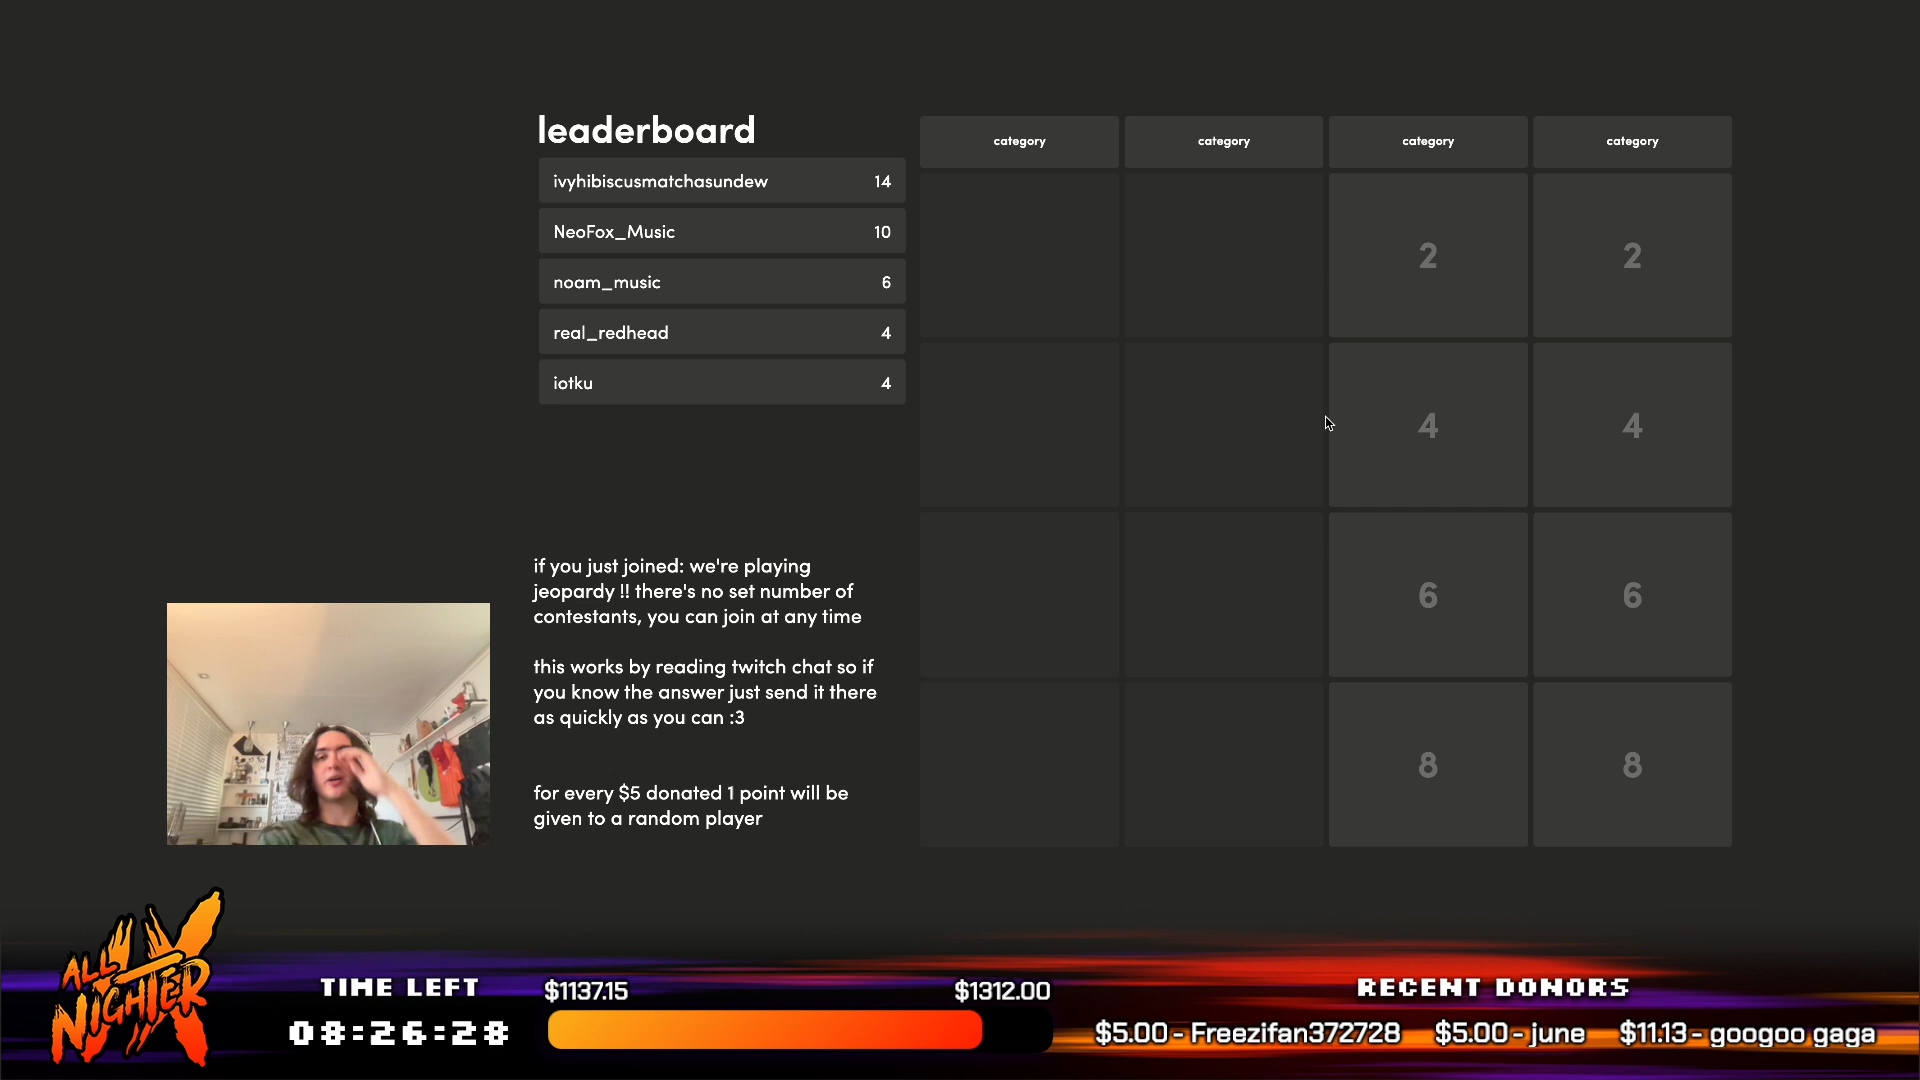 leaderboard
ivyhibiscusmatchasundew 14
NeoFox_Music 10
noam_music 6
real_redhead 4
iotku 4
category category category category
2 2
4 4
6 6
8 8
if you just joined: we're playing
jeopardy !! there's no set number of
contestants, you can join at any time
this works by reading twitch chat so if
you know the answer just send it there
as quickly as you can :3
for every $5 donated 1 point will be
given to a random player
ALL
NIGHTER
X
TIME LEFT
08:26:28
$1137.15 $1312.00
RECENT DONORS
$5.00 - Freezifan372728 $5.00 - june $11.13 - googoo gaga